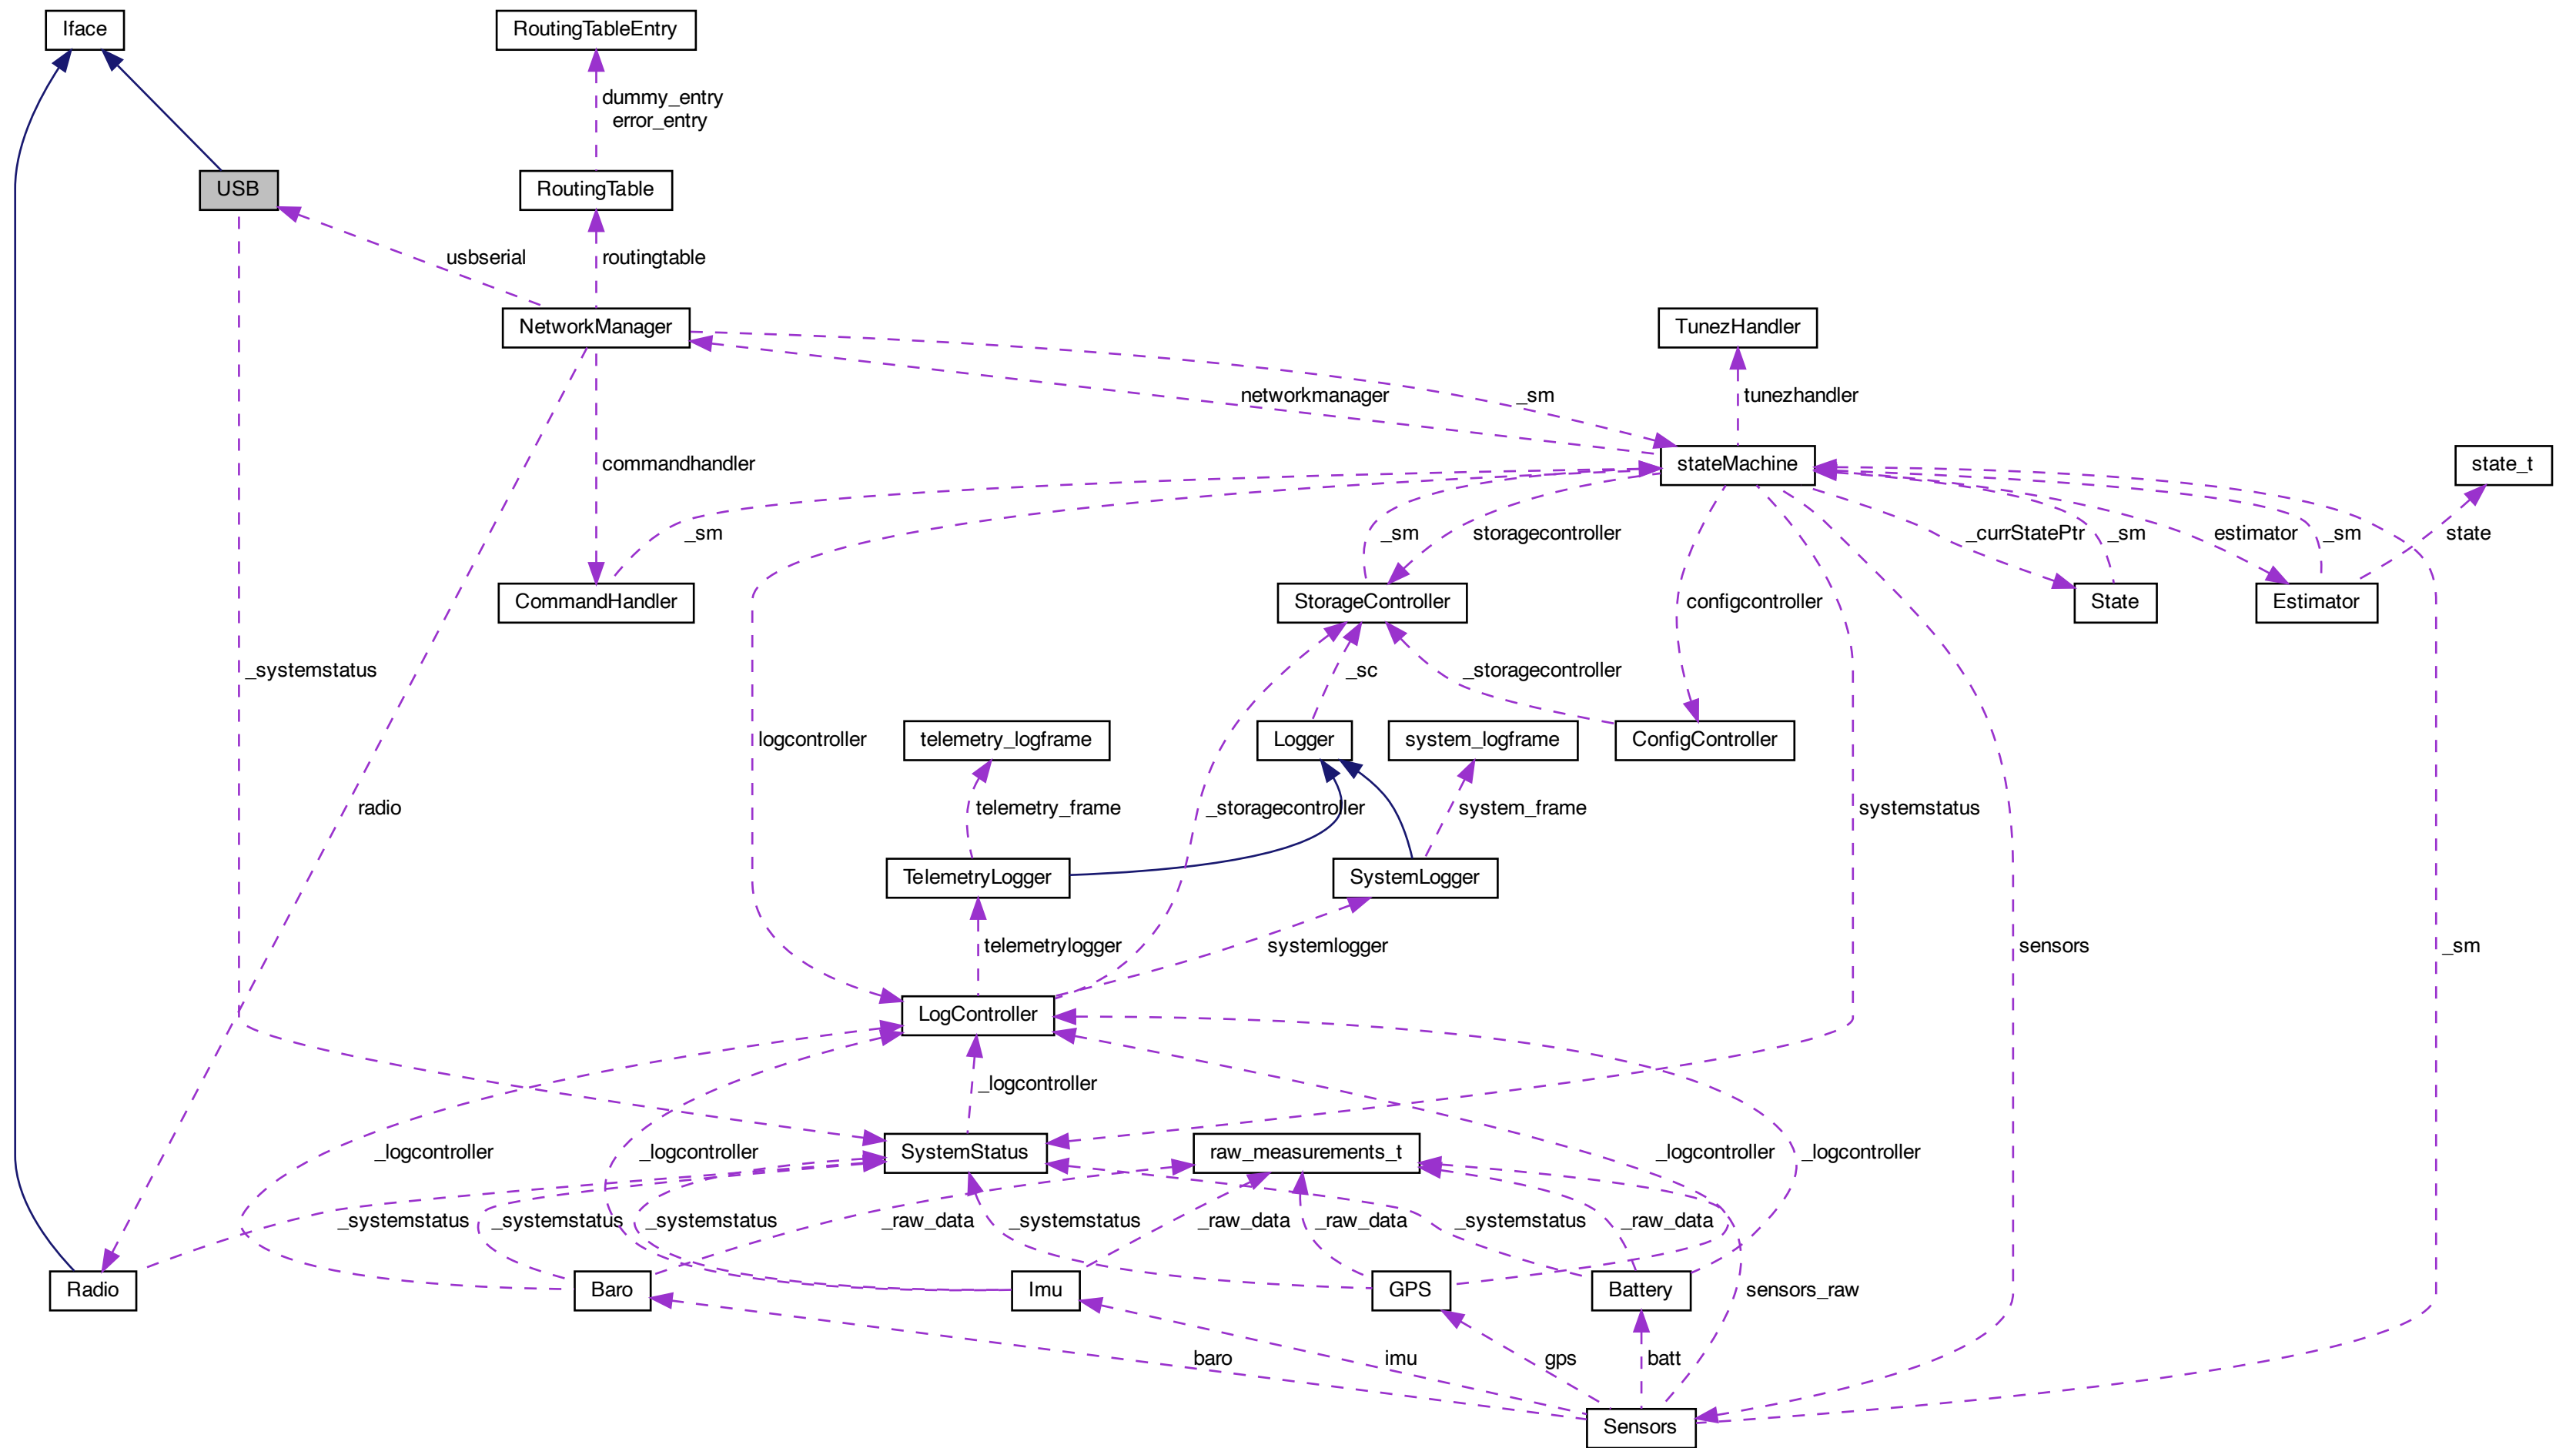 Iface
RoutingTableEntry
dummy_entry
error_entry
USB
RoutingTable
usbserial
routingtable
NetworkManager
TunezHandler
networkmanager
_sm
tunezhandler
commandhandler
stateMachine
state_t
_sm
_sm
storagecontroller
_currStatePtr
_sm
estimator
_sm
state
CommandHandler
StorageController
configcontroller
State
Estimator
_systemstatus
_sc
_storagecontroller
logcontroller
telemetry_logframe
Logger
system_logframe
ConfigController
radio
telemetry_frame
_storagecontroller
system_frame
systemstatus
TelemetryLogger
SystemLogger
telemetrylogger
systemlogger
sensors
_sm
LogController
_logcontroller
_logcontroller
_logcontroller
SystemStatus
raw_measurements_t
_logcontroller
_logcontroller
_systemstatus
_systemstatus
_systemstatus
_raw_data
_systemstatus
_raw_data
_raw_data
_systemstatus
_raw_data
Radio
Baro
Imu
GPS
Battery
sensors_raw
baro
imu
gps
batt
Sensors